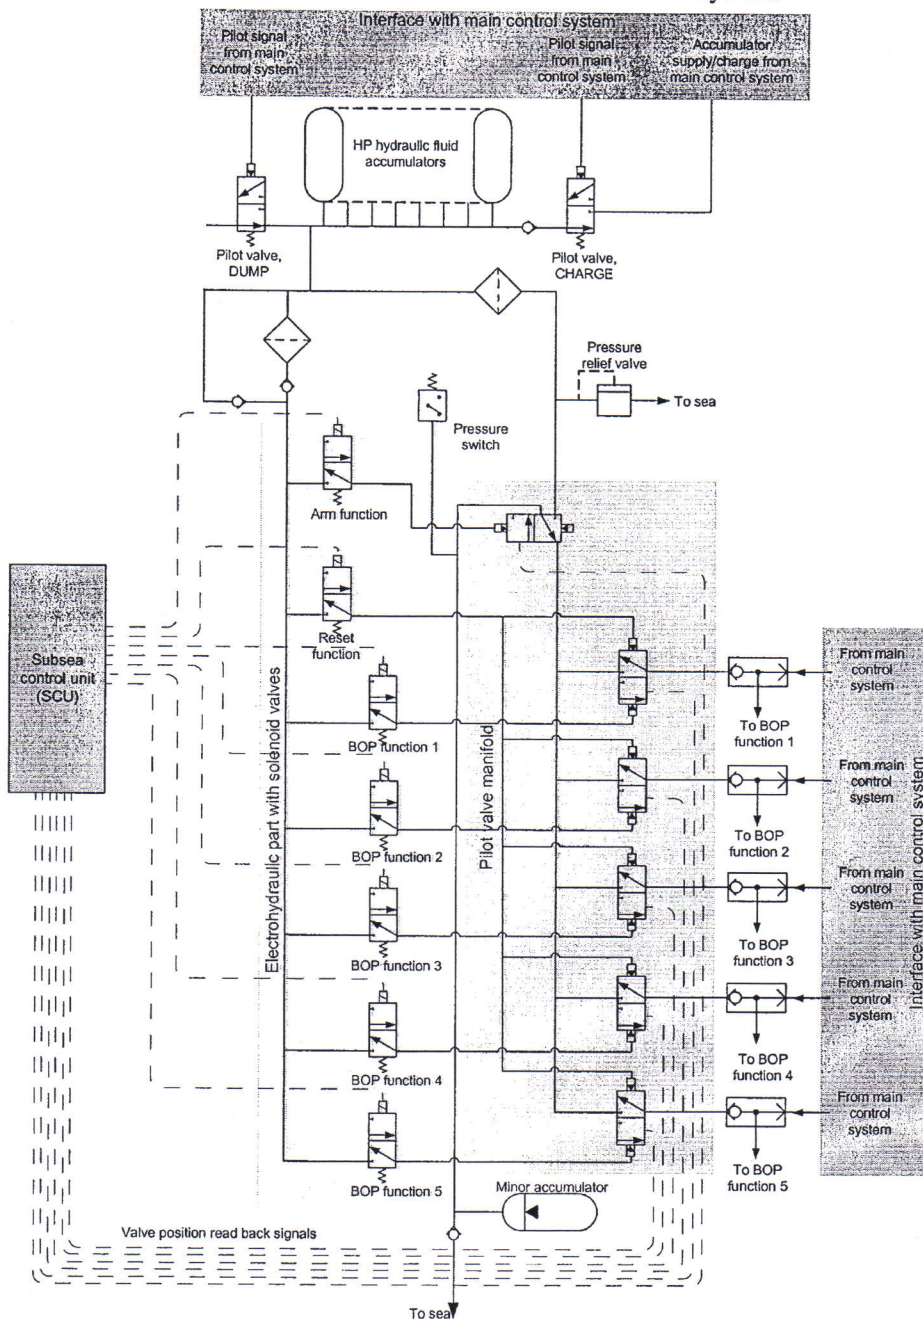 Interface with main control system
Pilot signal
from main
control system
Pilot signal
from main
control system
Accumulator
supply/charge from
main control system
HP hydraulic fluid
accumulators
Pilot valve,
DUMP
Pilot valve,
CHARGE
Pressure
relief valve
To sea
Pressure
switch
Arm function
Reset
function
Subsea
control unit
(SCU)
Electrohydraulic part with solenoid valves
Pilot valve manifold
BOP function 1
BOP function 2
BOP function 3
BOP function 4
BOP function 5
From main
control
system
To BOP
function 1
From main
control
system
To BOP
function 2
From main
control
system
To BOP
function 3
From main
control
system
To BOP
function 4
From main
control
system
To BOP
function 5
Interface with main control system
Minor accumulator
Valve position read back signals
To sea